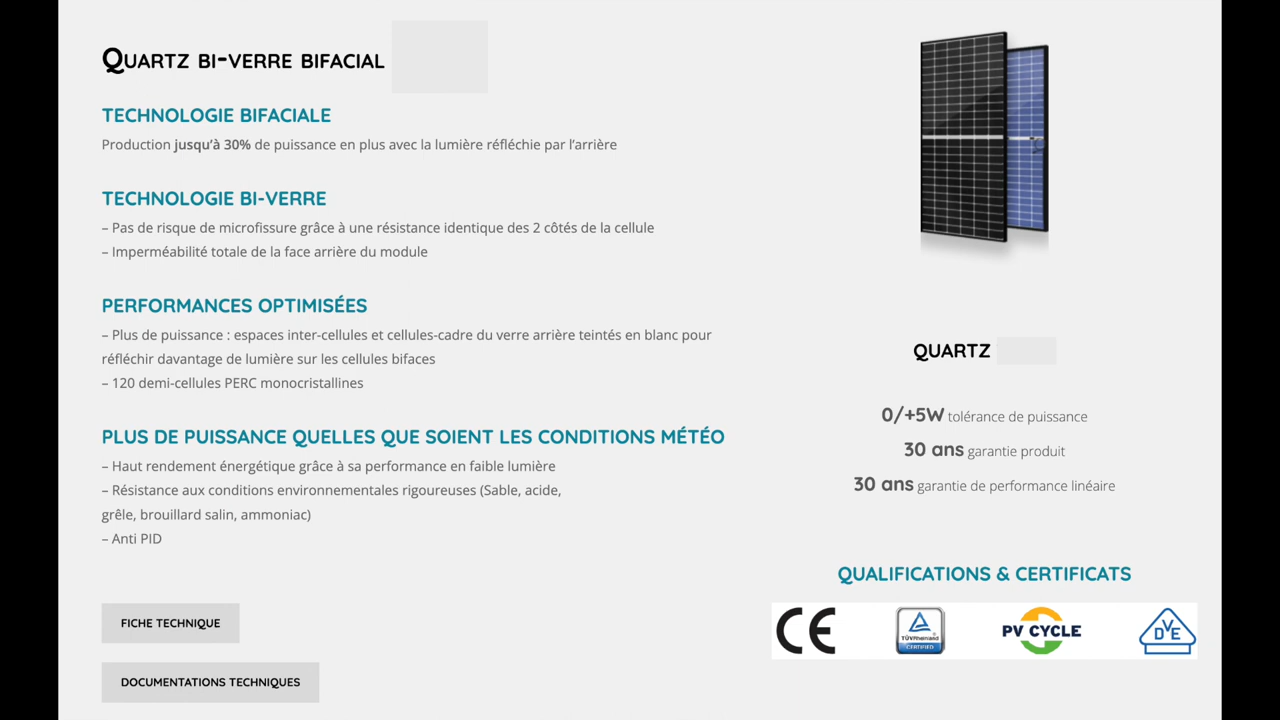 Quartz bi-verre bifacial
TECHNOLOGIE BIFACIALE
Production jusqu'à 30% de puissance en plus avec la lumière réfléchie par l'arrière
TECHNOLOGIE BI-VERRE
– Pas de risque de microfissure grâce à une résistance identique des 2 côtés de la cellule
– Imperméabilité totale de la face arrière du module
PERFORMANCES OPTIMISÉES
– Plus de puissance : espaces inter-cellules et cellules-cadre du verre arrière teintés en blanc pour
réfléchir davantage de lumière sur les cellules bifaces
– 120 demi-cellules PERC monocristallines
PLUS DE PUISSANCE QUELLES QUE SOIENT LES CONDITIONS MÉTÉO
– Haut rendement énergétique grâce à sa performance en faible lumière
– Résistance aux conditions environnementales rigoureuses (Sable, acide,
grêle, brouillard salin, ammoniac)
– Anti PID
FICHE TECHNIQUE
DOCUMENTATIONS TECHNIQUES
QUARTZ
0/+5W tolérance de puissance
30 ans garantie produit
30 ans garantie de performance linéaire
QUALIFICATIONS & CERTIFICATS
CE
TÜVRheinland
CERTIFIED
PV CYCLE
DVE